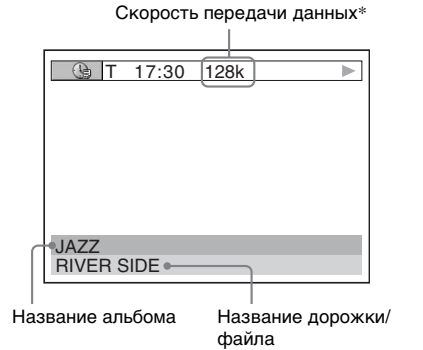 Скорость передачи данных*
T 17:30 128k
JAZZ
RIVER SIDE
Название альбома
Название дорожки/
файла